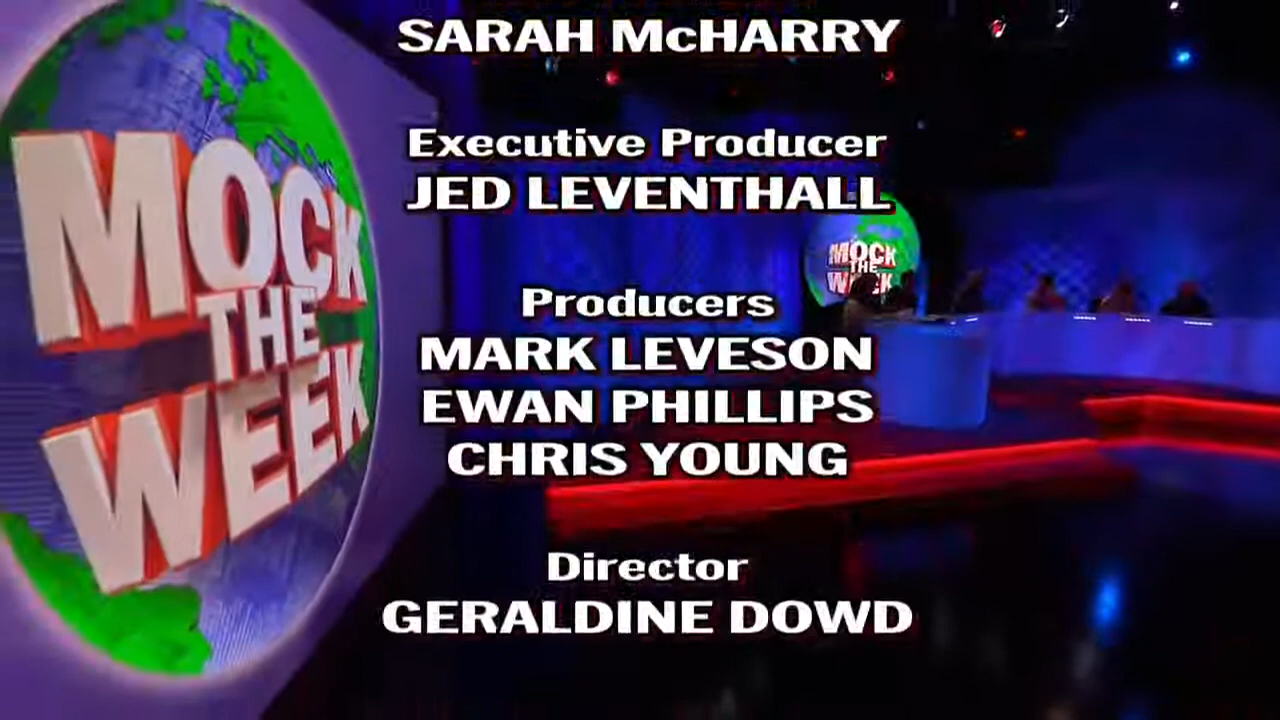 MOCK
THE
WEEK
SARAH McHARRY
Executive Producer
JED LEVENTHALL
Producers
MARK LEVESON
EWAN PHILLIPS
CHRIS YOUNG
Director
GERALDINE DOWD
MOCK
THE
WEEK